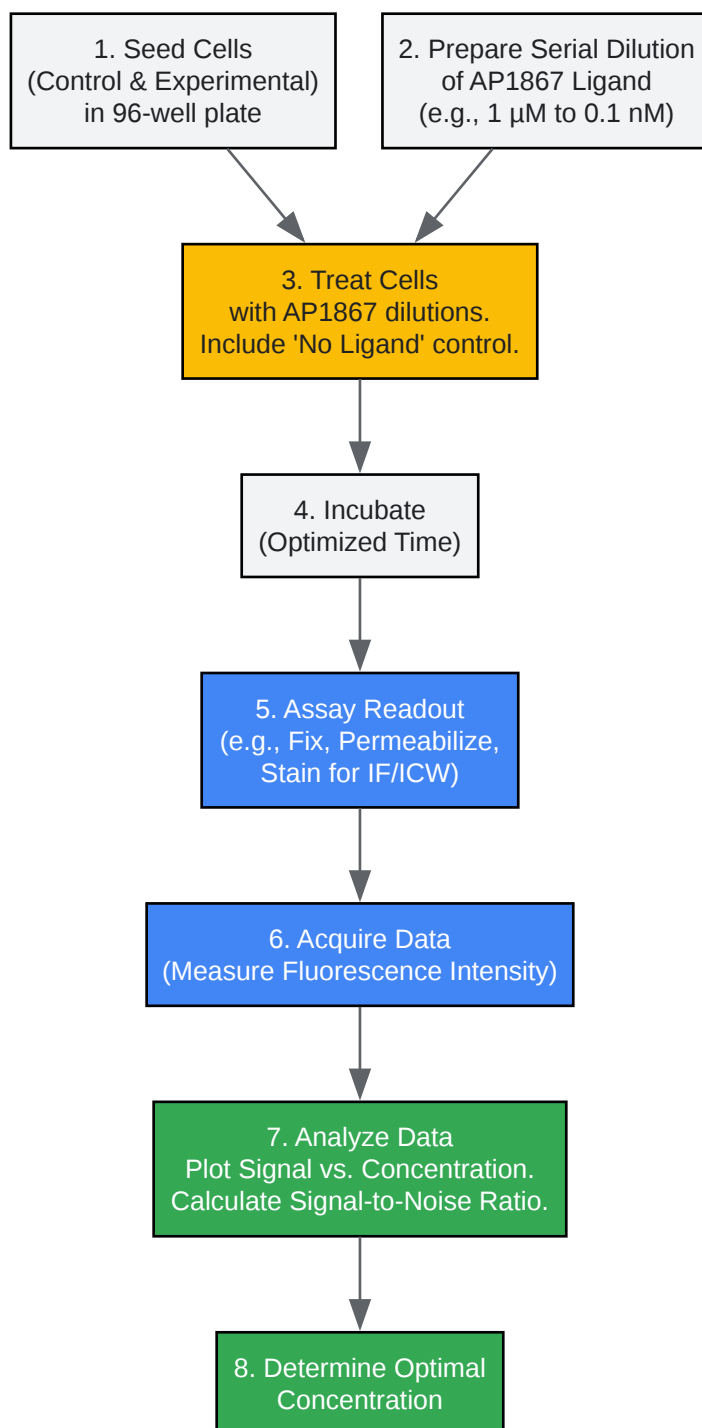 1. Seed Cells
(Control & Experimental)
in 96-well plate
2. Prepare Serial Dilution
of AP1867 Ligand
(e.g., 1 µM to 0.1 nM)
3. Treat Cells
with AP1867 dilutions.
Include 'No Ligand' control.
4. Incubate
(Optimized Time)
5. Assay Readout
(e.g., Fix, Permeabilize,
Stain for IF/ICW)
6. Acquire Data
(Measure Fluorescence Intensity)
7. Analyze Data
Plot Signal vs. Concentration.
Calculate Signal-to-Noise Ratio.
8. Determine Optimal
Concentration